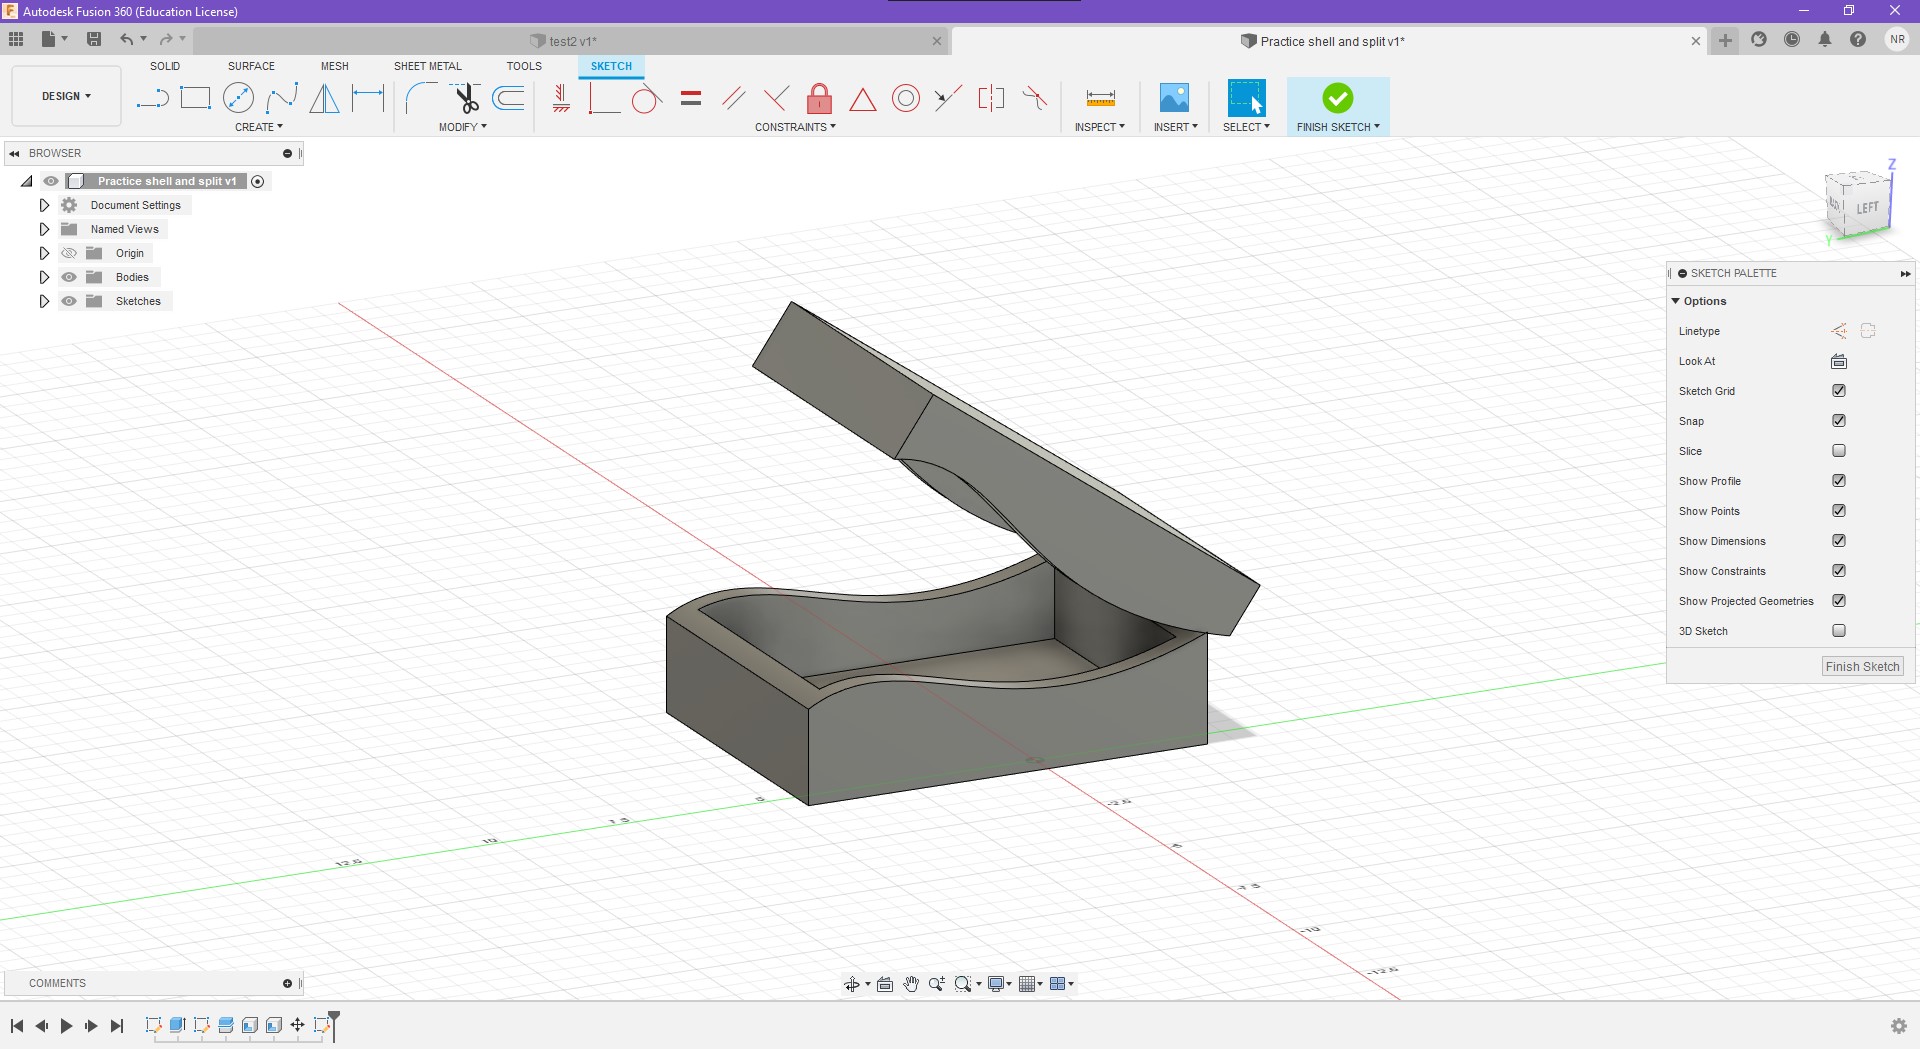 Autodesk Fusion 360 (Education License)
test2 v1*
Practice shell and split v1*
NR
DESIGN
SOLID
SURFACE
MESH
SHEET METAL
TOOLS
SKETCH
CREATE
MODIFY
CONSTRAINTS
INSPECT
INSERT
SELECT
FINISH SKETCH
BROWSER
Practice shell and split v1
Document Settings
Named Views
Origin
Bodies
Sketches
Z
LEFT
Y
SKETCH PALETTE
Options
Linetype
Look At
Sketch Grid
Snap
Slice
Show Profile
Show Points
Show Dimensions
Show Constraints
Show Projected Geometries
3D Sketch
Finish Sketch
5
7.5
10
12.5
-2.5
-5
-7.5
-10
-12.5
COMMENTS